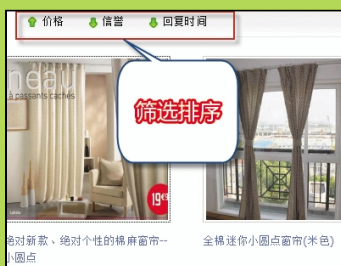 价格 信誉 回复时间
筛选排序
neau
à passants cachés
19€
绝对新款、绝对个性的棉麻窗帘--
小圆点
全棉迷你小圆点窗帘(米色)